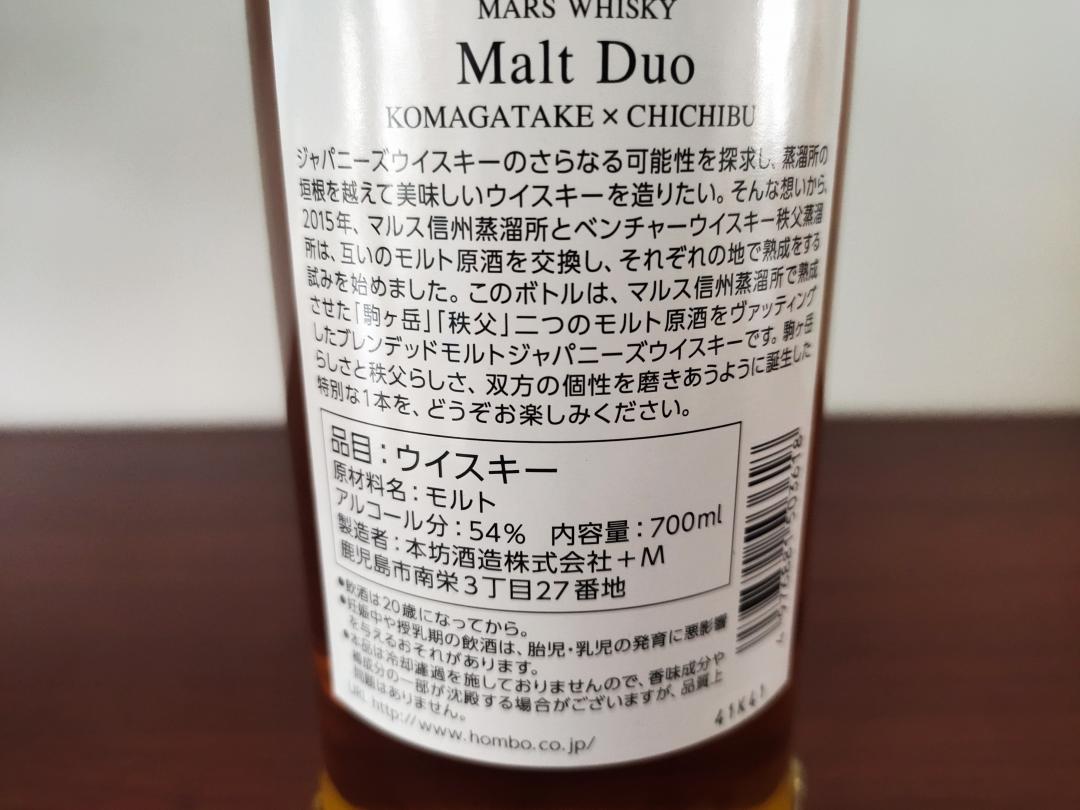 MARS WHISKY
Malt Duo
KOMAGATAKE × CHICHIBU
ジャパニーズウイスキーのさらなる可能性を探求し、蒸溜所の
垣根を越えて美味しいウイスキーを造りたい。そんな想いから、
2015年、マルス信州蒸溜所とベンチャーウイスキー秩父蒸溜
所は、互いのモルト原酒を交換し、それぞれの地で熟成をする
試みを始めました。このボトルは、マルス信州蒸溜所で熟成
させた「駒ヶ岳」「秩父」二つのモルト原酒をヴァッティング
したブレンデッドモルトジャパニーズウイスキーです。駒ヶ岳
らしさと秩父らしさ、双方の個性を磨きあうように誕生した
特別な1本を、どうぞお楽しみください。
品目：ウイスキー
原材料名：モルト
アルコール分：54% 内容量：700ml
製造者：本坊酒造株式会社＋M
鹿児島市南栄3丁目27番地
●飲酒は20歳になってから。
●妊娠中や授乳期の飲酒は、胎児・乳児の発育に悪影響
を与えるおそれがあります。
●本品は冷却濾過を施しておりませんので、香味成分や
樽成分の一部が沈殿する場合がございますが、品質上
問題はありません。
URL http://www.hombo.co.jp/
41K41